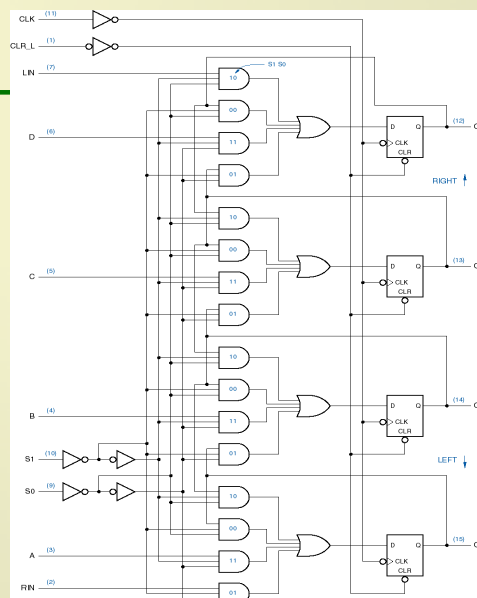 CLK (11)
CLR_L (1)
LIN (7)
S1 S0
10
00
D (6)
11
D Q (12) Q
CLK
CLR
01
RIGHT
10
00
C (5)
11
D Q (13) Q
CLK
CLR
01
10
00
B (4)
11
D Q (14) Q
CLK
CLR
01
S1 (10)
LEFT
S0 (9)
10
00
A (3)
11
D Q (15) Q
CLK
CLR
RIN (2)
01